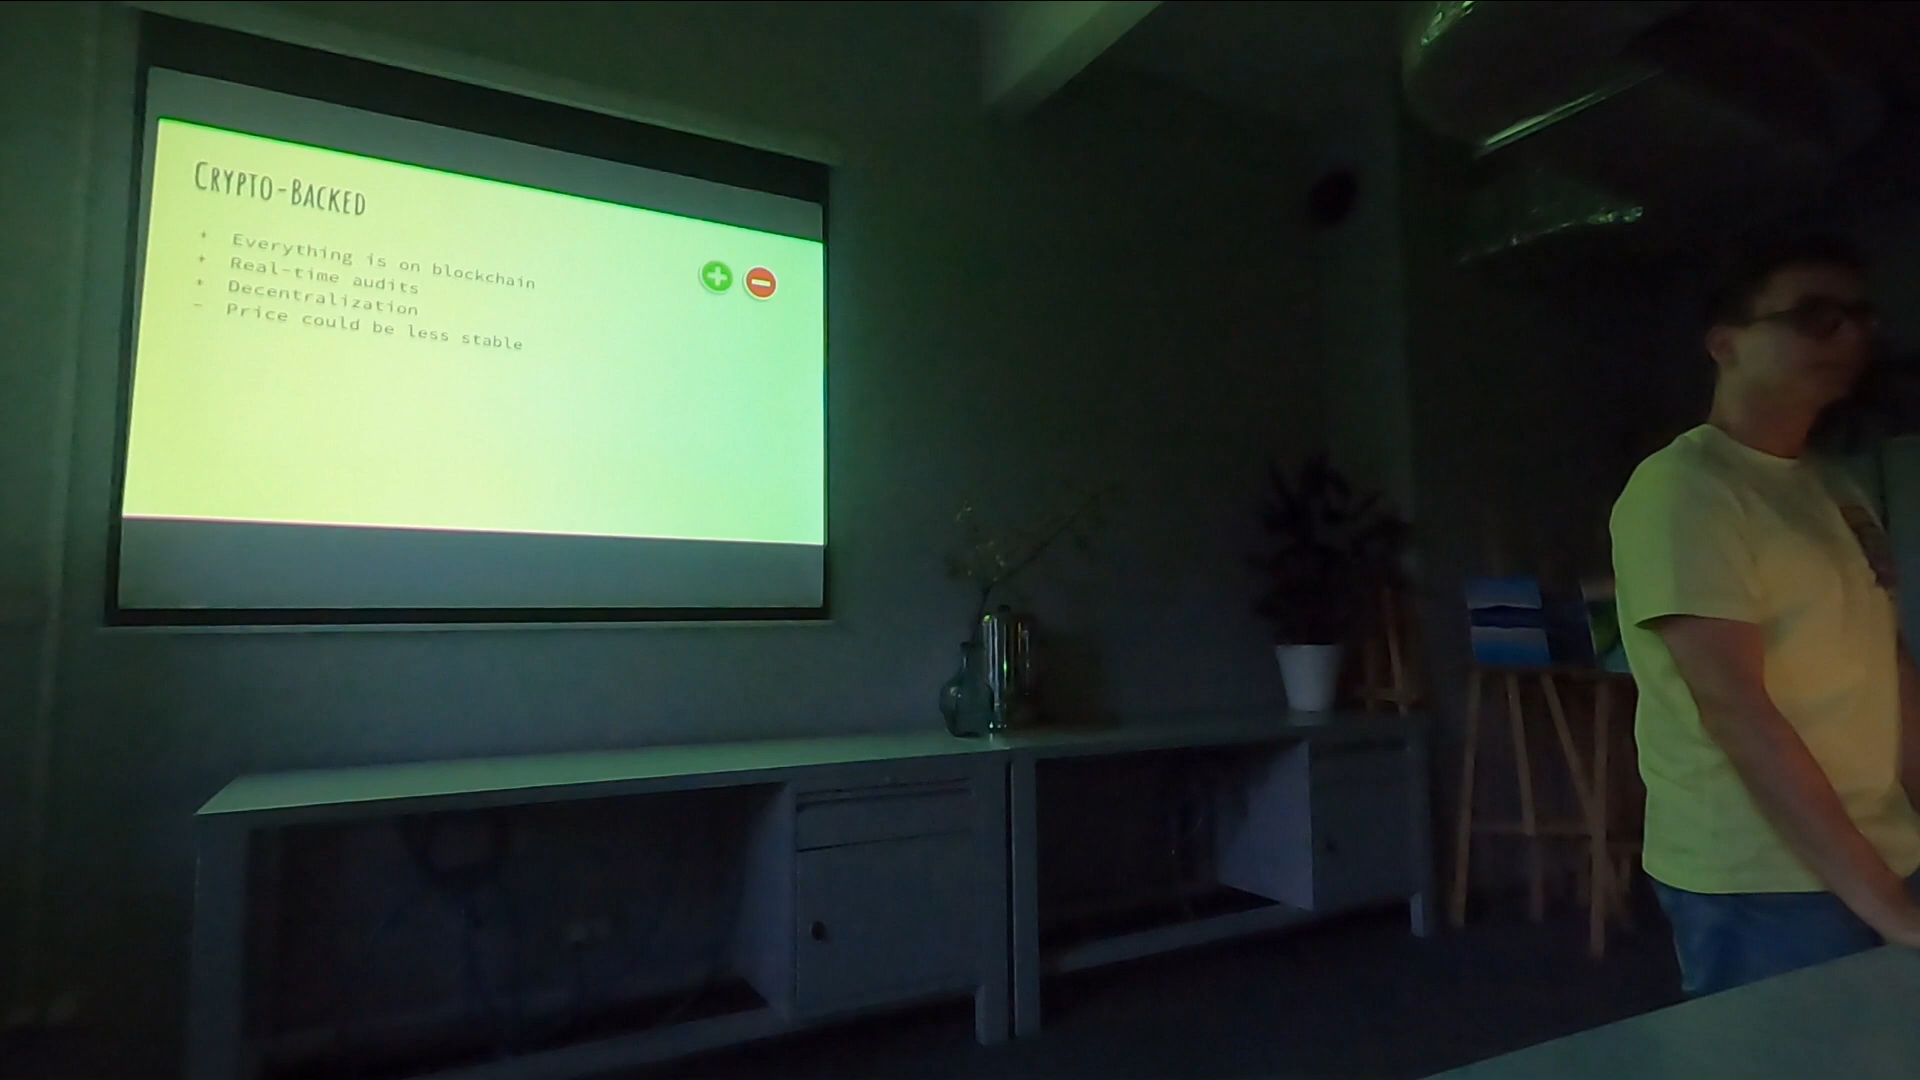 Crypto-Backed
+ Everything is on blockchain
+ Real-time audits
+ Decentralization
- Price could be less stable